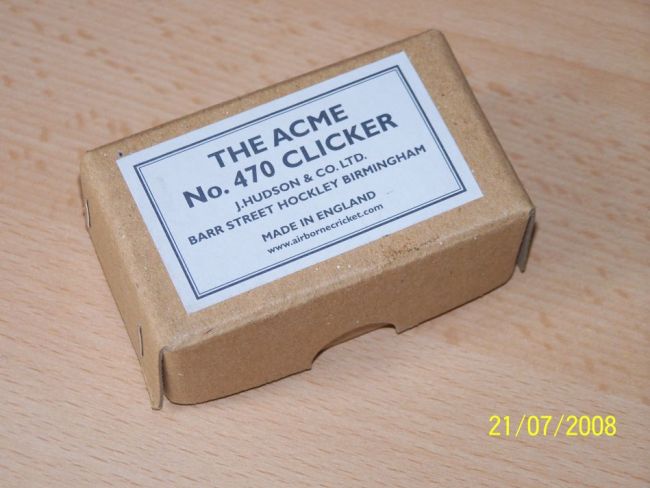 THE ACME
No. 470 CLICKER
J.HUDSON & CO. LTD.
BARR STREET HOCKLEY BIRMINGHAM
MADE IN ENGLAND
www.airbornecricket.com
21/07/2008